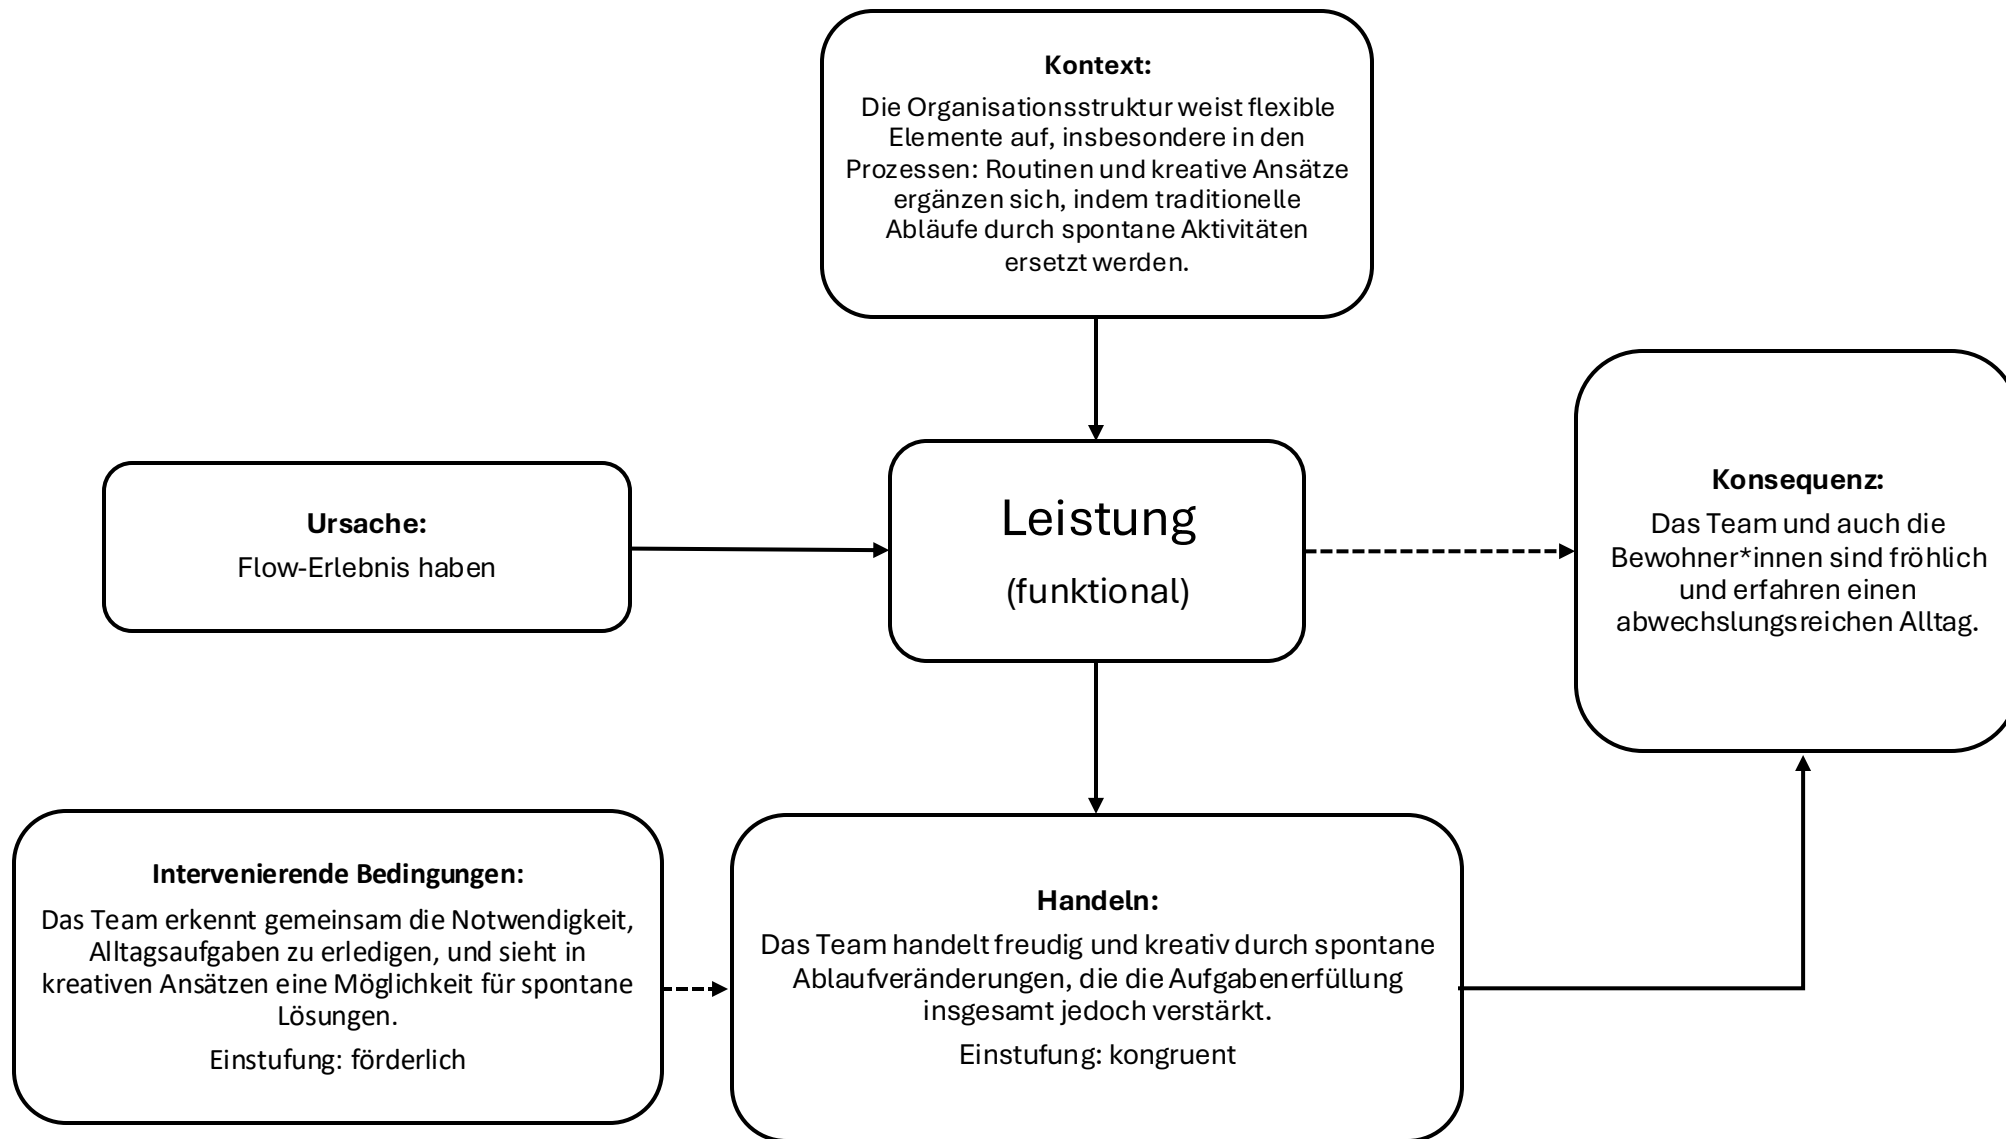 Kontext:
Die Organisationsstruktur weist flexible
Elemente auf, insbesondere in den
Prozessen: Routinen und kreative Ansätze
ergänzen sich, indem traditionelle
Abläufe durch spontane Aktivitäten
ersetzt werden.
Ursache:
Flow-Erlebnis haben
Leistung
(funktional)
Konsequenz:
Das Team und auch die
Bewohner*innen sind fröhlich
und erfahren einen
abwechslungsreichen Alltag.
Intervenierende Bedingungen:
Das Team erkennt gemeinsam die Notwendigkeit,
Alltagsaufgaben zu erledigen, und sieht in
kreativen Ansätzen eine Möglichkeit für spontane
Lösungen.
Einstufung: förderlich
Handeln:
Das Team handelt freudig und kreativ durch spontane
Ablaufveränderungen, die die Aufgabenerfüllung
insgesamt jedoch verstärkt.
Einstufung: kongruent